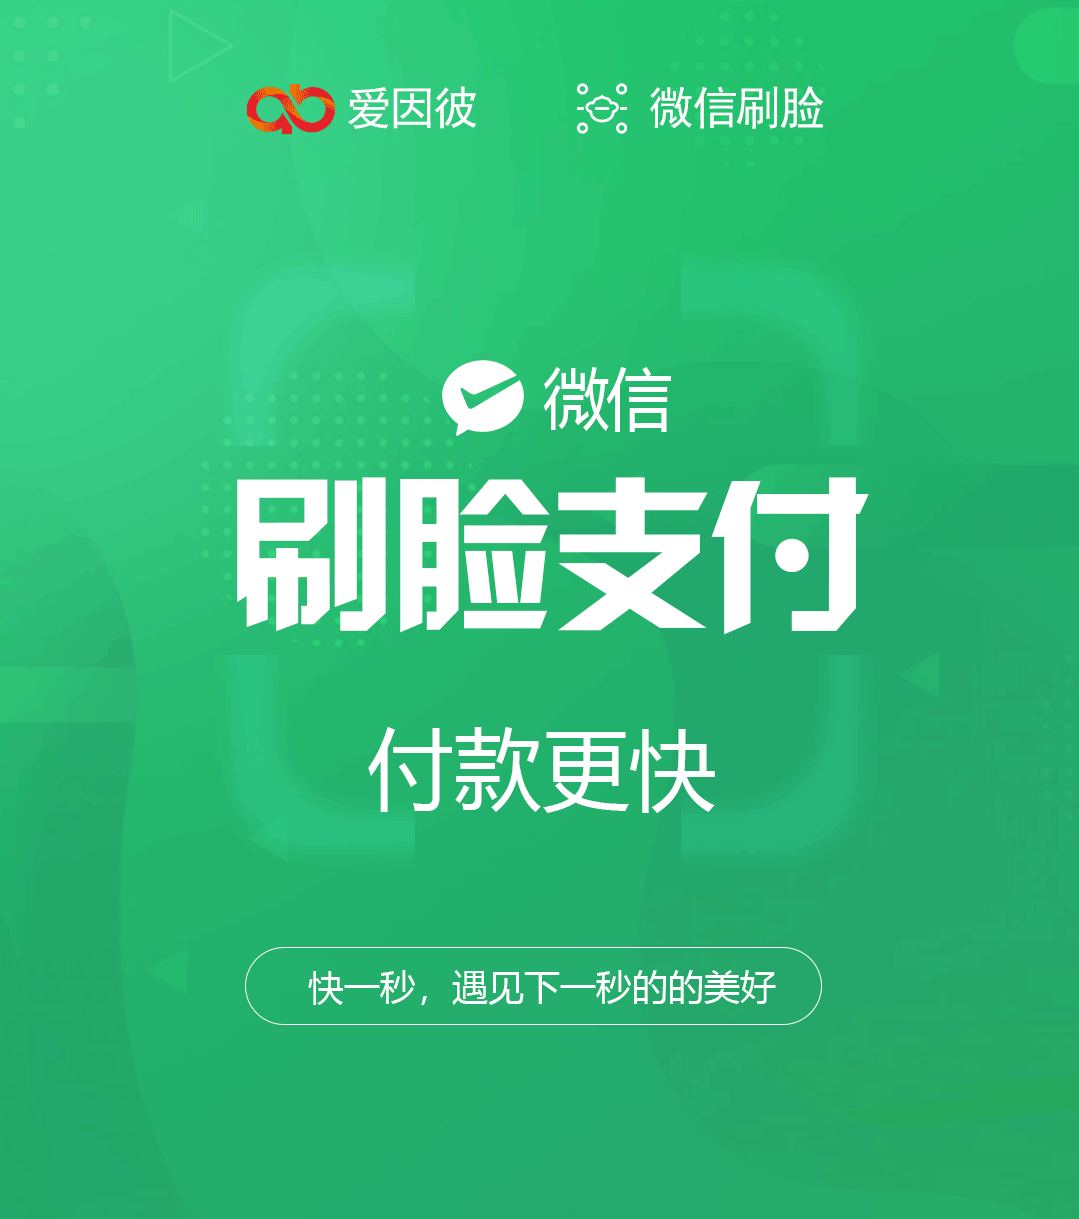 爱因彼 微信刷脸
微信
刷脸支付
付款更快
快一秒，遇见下一秒的的美好